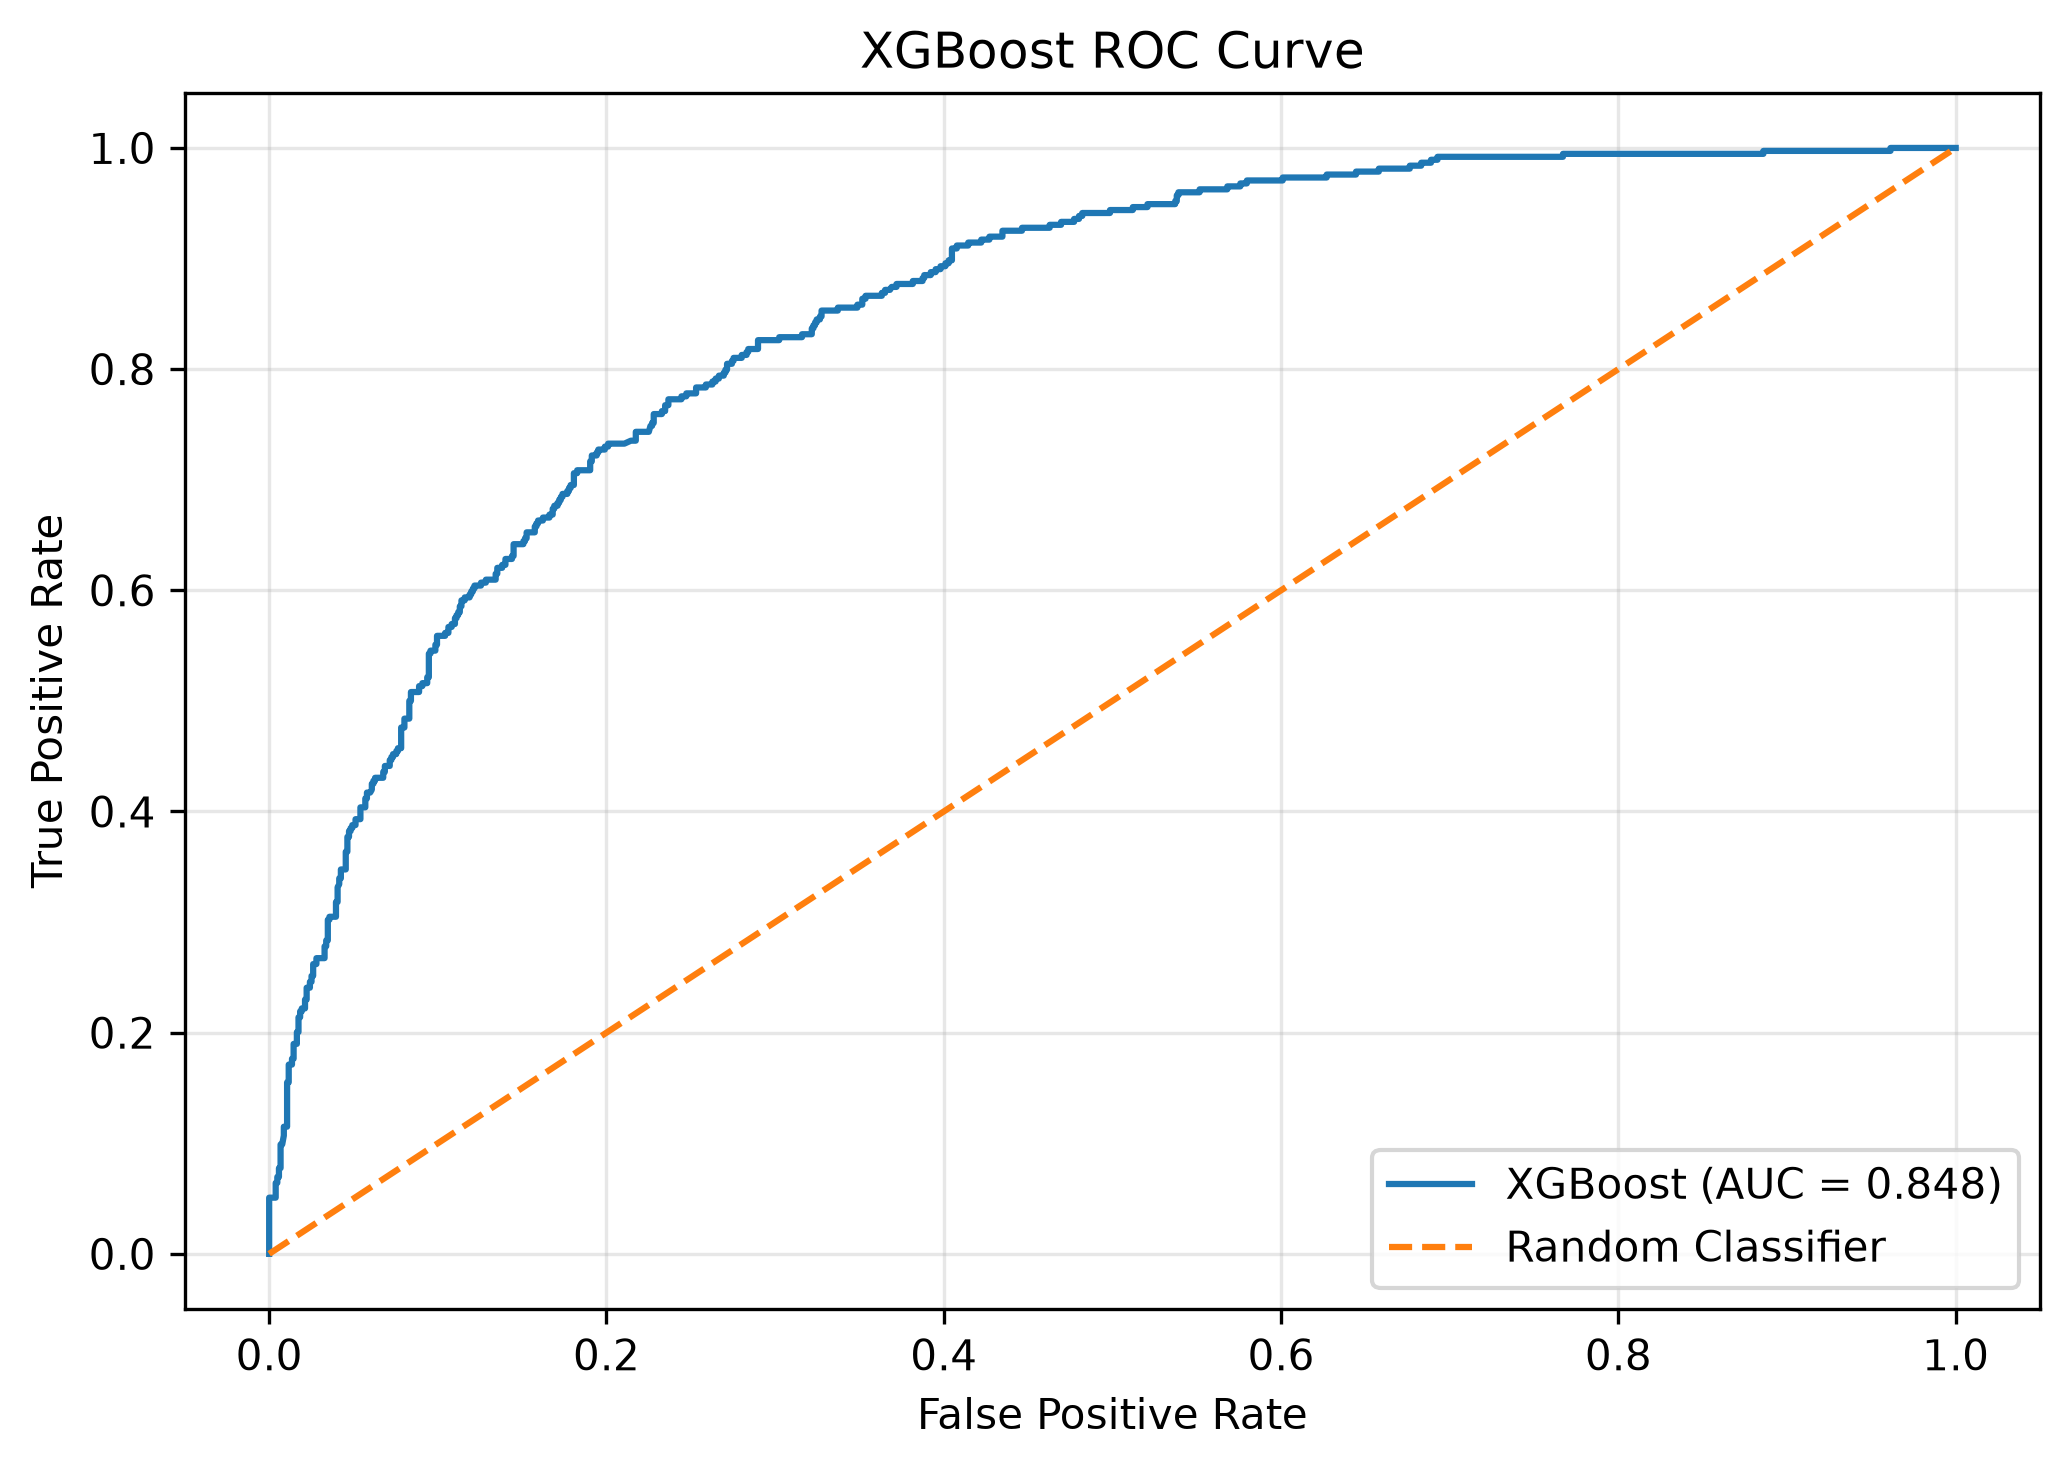 XGBoost ROC Curve
1.0
0.8
0.6
0.4
0.2
0.0
True Positive Rate
XGBoost (AUC = 0.848)
Random Classifier
0.0 0.2 0.4 0.6 0.8 1.0
False Positive Rate